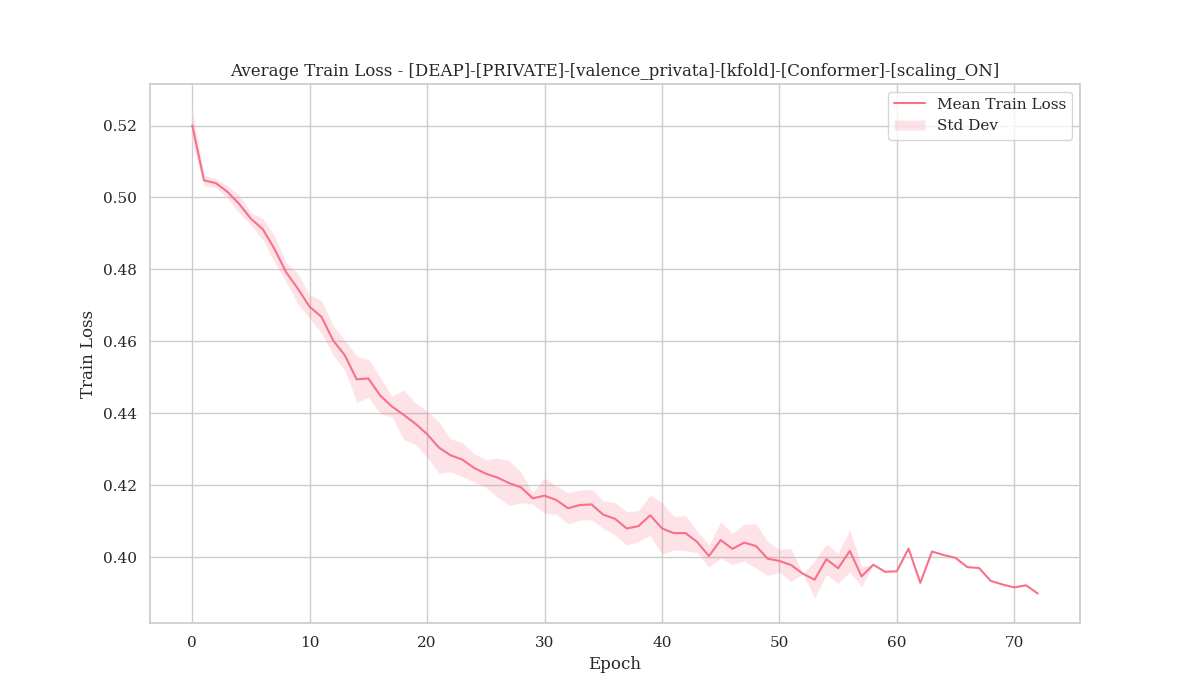 Average Train Loss - [DEAP]-[PRIVATE]-[valence_privata]-[kfold]-[Conformer]-[scaling_ON]
Mean Train Loss
Std Dev
0.52
0.50
0.48
0.46
0.44
0.42
0.40
Train Loss
0 10 20 30 40 50 60 70
Epoch